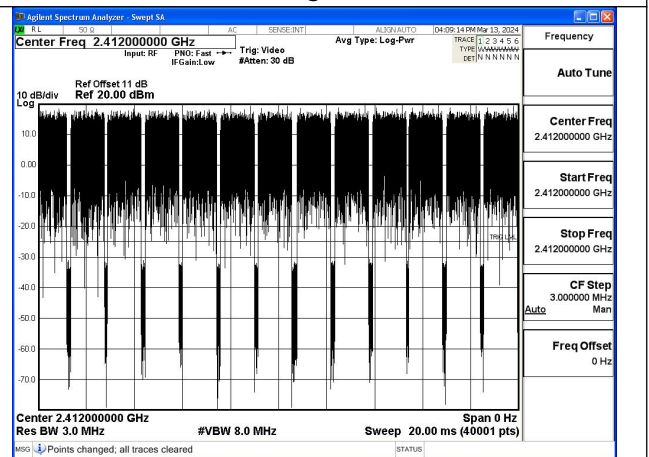 Agilent Spectrum Analyzer - Swept SA
RL 50 Ω AC SENSE:INT ALIGN AUTO 04:09:14 PM Mar 13, 2024
Center Freq 2.412000000 GHz
Input: RF PNO: Fast
IFGain:Low
Trig: Video
#Atten: 30 dB
Avg Type: Log-Pwr
TRACE 1 2 3 4 5 6
TYPE WWWWWW
DET N N N N N N
Ref Offset 11 dB
10 dB/div Ref 20.00 dBm
Log
10.0
0.00
-10.0
-20.0
TRIG LVL
-30.0
-40.0
-50.0
-60.0
-70.0
Center 2.412000000 GHz Span 0 Hz
Res BW 3.0 MHz #VBW 8.0 MHz Sweep 20.00 ms (40001 pts)
MSG Points changed; all traces cleared STATUS
Frequency
Auto Tune
Center Freq
2.412000000 GHz
Start Freq
2.412000000 GHz
Stop Freq
2.412000000 GHz
CF Step
3.000000 MHz
Auto Man
Freq Offset
0 Hz